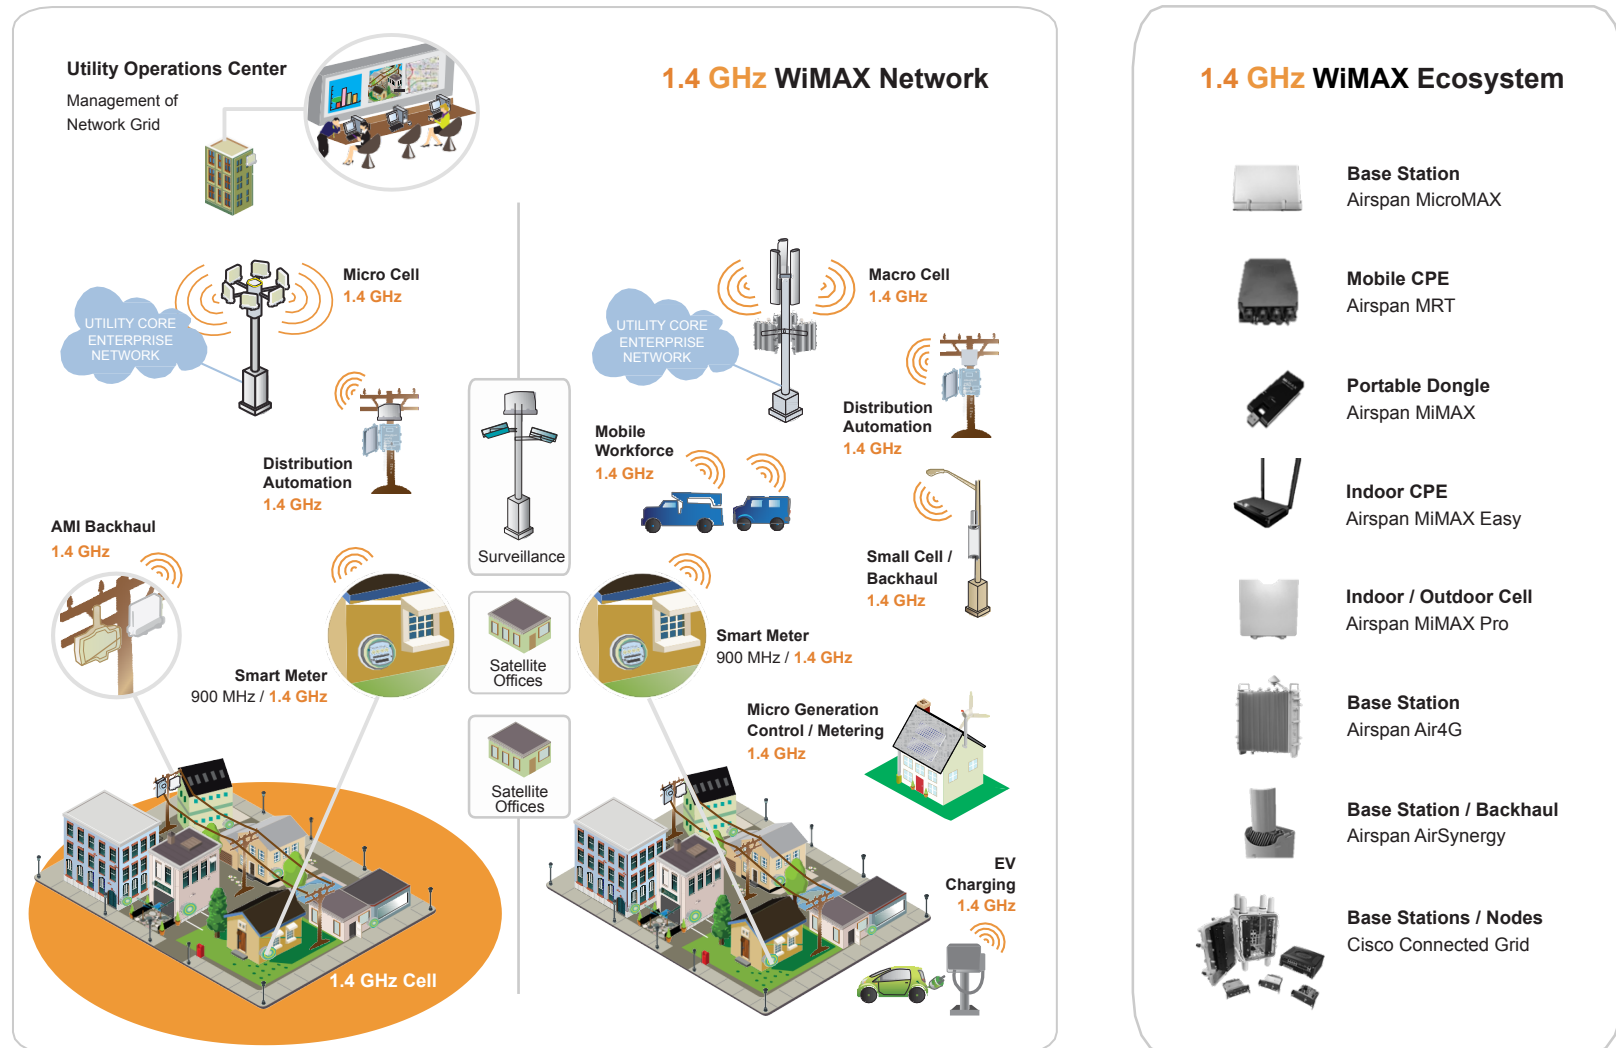 Utility Operations Center
Management of
Network Grid
1.4 GHz WiMAX Network
Micro Cell
1.4 GHz
UTILITY CORE
ENTERPRISE
NETWORK
Macro Cell
1.4 GHz
UTILITY CORE
ENTERPRISE
NETWORK
Distribution
Automation
1.4 GHz
Distribution
Automation
1.4 GHz
Mobile
Workforce
1.4 GHz
AMI Backhaul
1.4 GHz
Surveillance
Small Cell /
Backhaul
1.4 GHz
Smart Meter
900 MHz / 1.4 GHz
Satellite
Offices
Smart Meter
900 MHz / 1.4 GHz
Micro Generation
Control / Metering
1.4 GHz
Satellite
Offices
EV
Charging
1.4 GHz
1.4 GHz Cell
1.4 GHz WiMAX Ecosystem
Base Station
Airspan MicroMAX
Mobile CPE
Airspan MRT
Portable Dongle
Airspan MiMAX
Indoor CPE
Airspan MiMAX Easy
Indoor / Outdoor Cell
Airspan MiMAX Pro
Base Station
Airspan Air4G
Base Station / Backhaul
Airspan AirSynergy
Base Stations / Nodes
Cisco Connected Grid